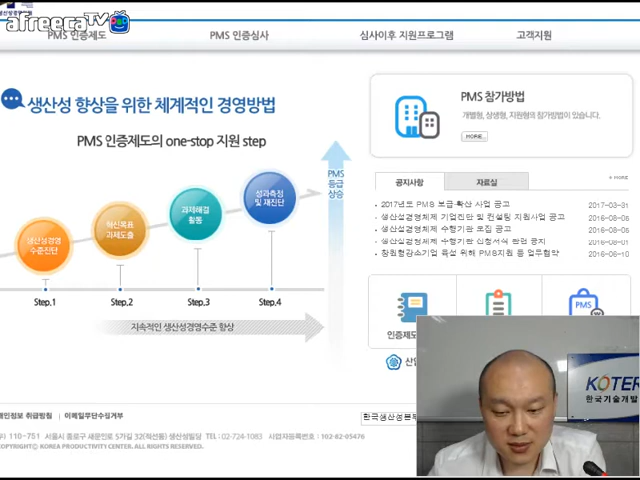 afreecaTV
PMS 인증제도
PMS 인증심사
심사이후 지원프로그램
고객지원
생산성 향상을 위한 체계적인 경영방법
PMS 인증제도의 one-stop 지원 step
PMS
등급
상승
생산성경영
수준진단
혁신목표
과제도출
과제해결
활동
성과측정
및 재진단
Step.1
Step.2
Step.3
Step.4
지속적인 생산성경영수준 향상
PMS 참가방법
개별형, 상생형, 지원형의 참가방법이 있습니다.
MORE
공지사항
자료실
+ MORE
2017년도 PMS 보급·확산 사업 공고
2017-03-31
생산성경영체제 기업진단 및 컨설팅 지원사업 공고
2016-08-06
생산성경영체제 수행기관 모집 공고
2016-08-06
생산성경영체제 수행기관 신청서식 관련 공지
2016-08-01
창원형강소기업 육성 위해 PMS지원 등 업무협약
2016-06-10
PMS
KOTER
한국기술개발
개인정보 취급방침
이메일무단수집거부
110-751 서울시 종로구 새문안로 5가길 32(적선동) 생산성빌딩 TEL : 02-724-1083 사업자등록번호 : 102-82-05476
COPYRIGHT© KOREA PRODUCTIVITY CENTER. ALL RIGHTS RESERVED.